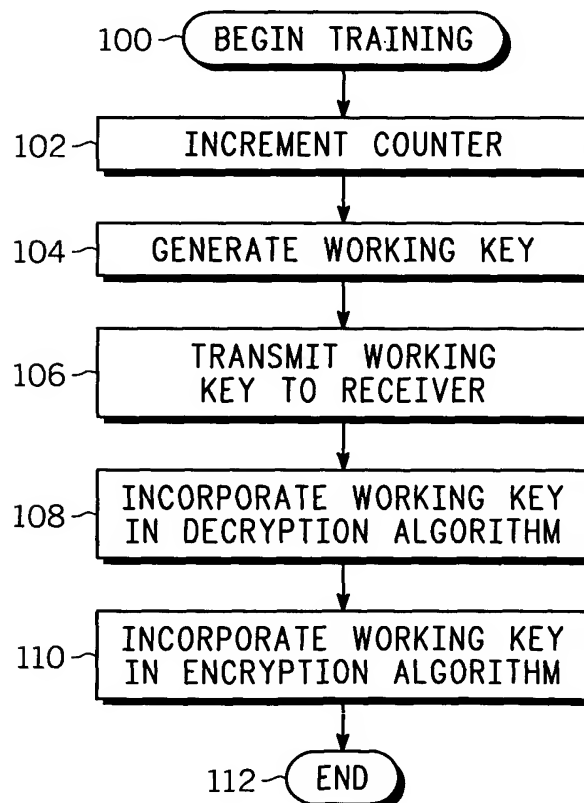 100 BEGIN TRAINING
102 INCREMENT COUNTER
104 GENERATE WORKING KEY
106 TRANSMIT WORKING
KEY TO RECEIVER
108 INCORPORATE WORKING KEY
IN DECRYPTION ALGORITHM
110 INCORPORATE WORKING KEY
IN ENCRYPTION ALGORITHM
112 END